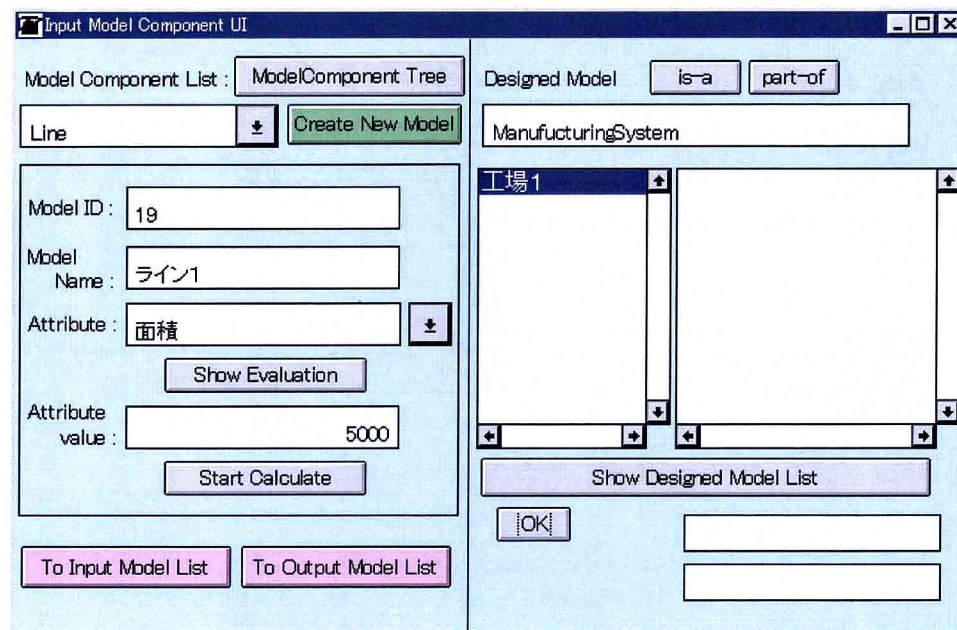 Input Model Component UI
Model Component List :
ModelComponent Tree
Line
Create New Model
Model ID :
19
Model
Name :
ライン1
Attribute :
面積
Show Evaluation
Attribute
value :
5000
Start Calculate
To Input Model List
To Output Model List
Designed Model
is-a
part-of
ManufucturingSystem
工場1
Show Designed Model List
OK